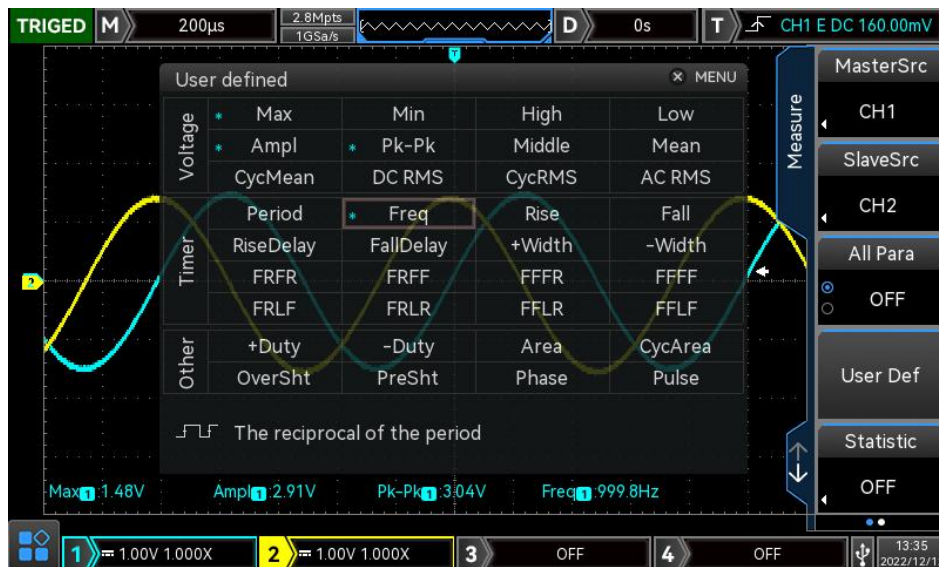 TRIGED M 200μs 2.8Mpts D 0s T CH1 E DC 160.00mV
1GSa/s
T
User defined × MENU
Voltage
* Max Min High Low
* Ampl * Pk-Pk Middle Mean
CycMean DC RMS CycRMS AC RMS
Timer
Period * Freq Rise Fall
RiseDelay FallDelay +Width -Width
FRFR FRFF FFFR FFFF
FRLF FRLR FFLR FFLF
Other
+Duty -Duty Area CycArea
OverSht PreSht Phase Pulse
The reciprocal of the period
2
Measure
MasterSrc
CH1
SlaveSrc
CH2
All Para
OFF
User Def
Statistic
OFF
Max1:1.48V Ampl1:2.91V Pk-Pk1:3.04V Freq1:999.8Hz
1 1.00V 1.000X 2 1.00V 1.000X 3 OFF 4 OFF 13:35
2022/12/1